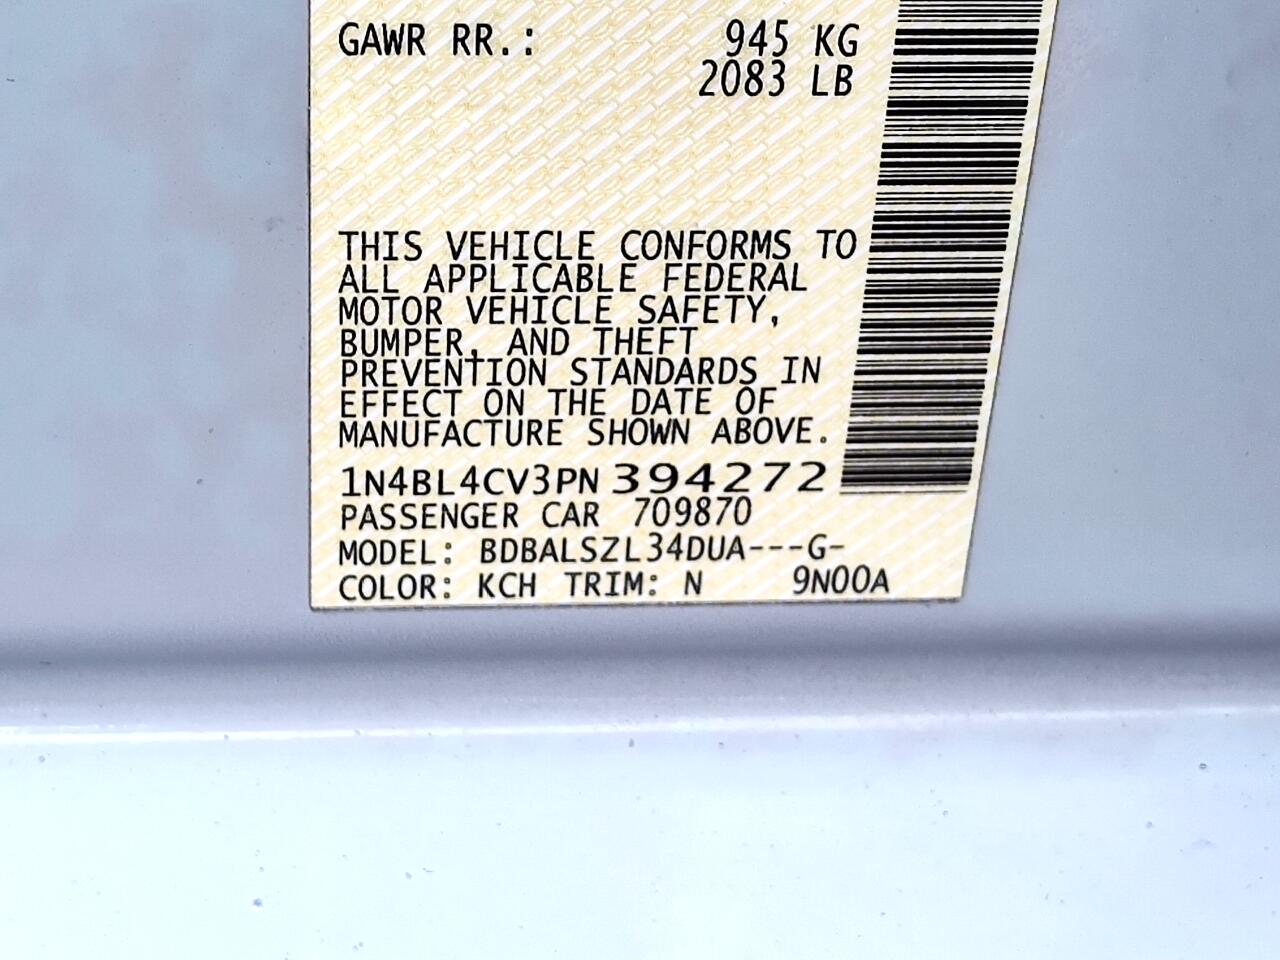 GAWR RR.: 945 KG
2083 LB
THIS VEHICLE CONFORMS TO
ALL APPLICABLE FEDERAL
MOTOR VEHICLE SAFETY,
BUMPER, AND THEFT
PREVENTION STANDARDS IN
EFFECT ON THE DATE OF
MANUFACTURE SHOWN ABOVE.
1N4BL4CV3PN 394272
PASSENGER CAR 709870
MODEL: BDBALSZL34DUA---G-
COLOR: KCH TRIM: N 9N00A